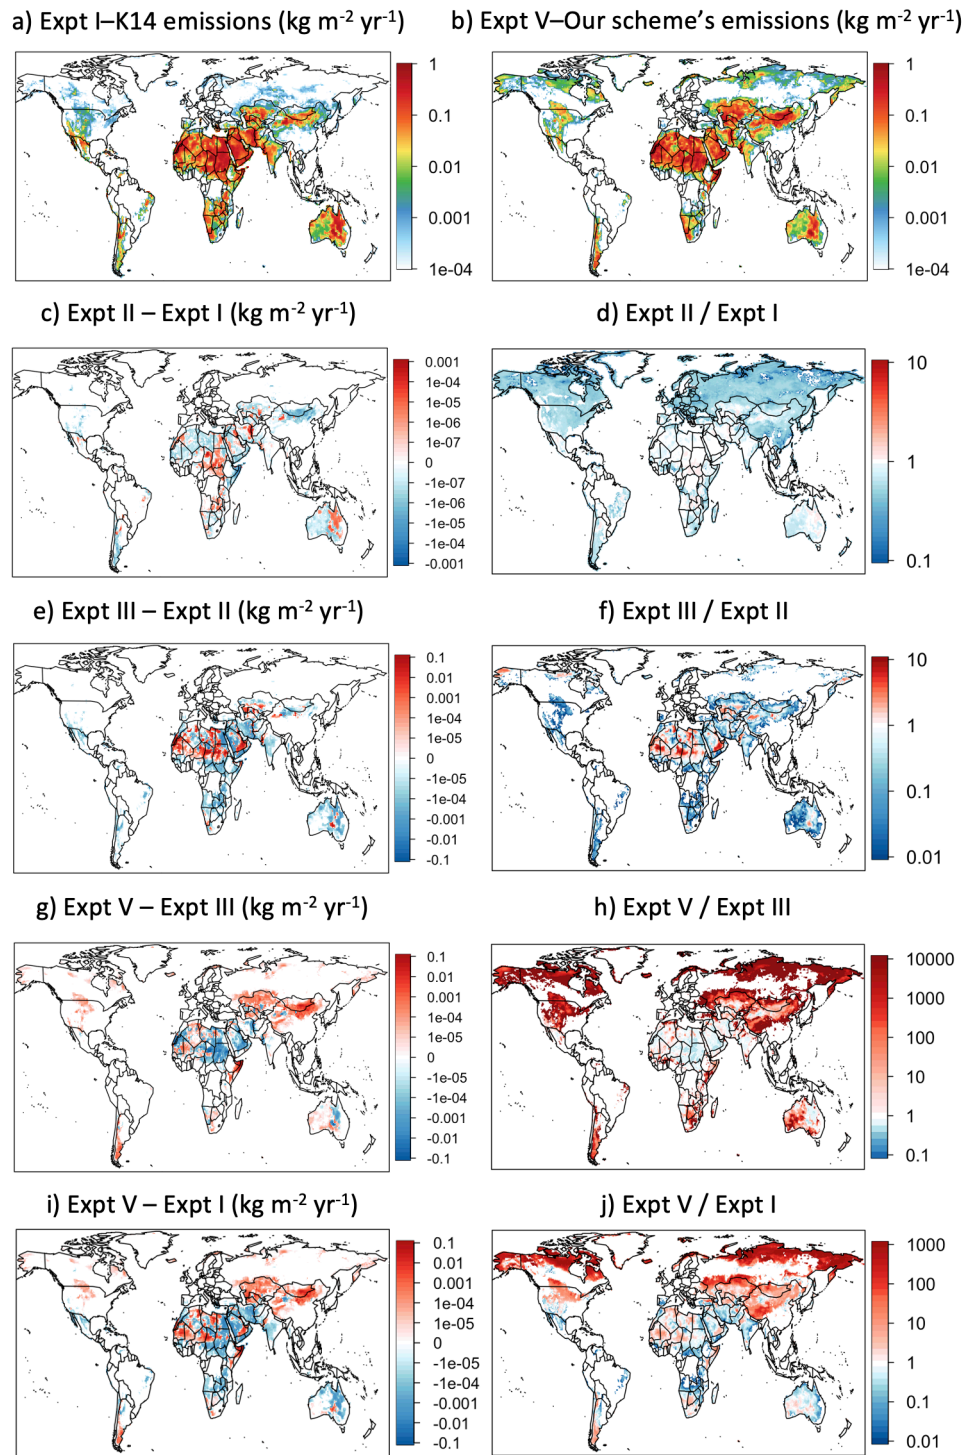 a) Expt I–K14 emissions (kg m⁻² yr⁻¹)
b) Expt V–Our scheme's emissions (kg m⁻² yr⁻¹)
1
0.1
0.01
0.001
1e-04
1
0.1
0.01
0.001
1e-04
c) Expt II – Expt I (kg m⁻² yr⁻¹)
d) Expt II / Expt I
0.001
1e-04
1e-05
1e-06
1e-07
0
-1e-07
-1e-06
-1e-05
-1e-04
-0.001
10
1
0.1
e) Expt III – Expt II (kg m⁻² yr⁻¹)
f) Expt III / Expt II
0.1
0.01
0.001
1e-04
1e-05
0
-1e-05
-1e-04
-0.001
-0.01
-0.1
10
1
0.1
0.01
g) Expt V – Expt III (kg m⁻² yr⁻¹)
h) Expt V / Expt III
0.1
0.01
0.001
1e-04
1e-05
0
-1e-05
-1e-04
-0.001
-0.01
-0.1
10000
1000
100
10
1
0.1
i) Expt V – Expt I (kg m⁻² yr⁻¹)
j) Expt V / Expt I
0.1
0.01
0.001
1e-04
1e-05
0
-1e-05
-1e-04
-0.001
-0.01
-0.1
1000
100
10
1
0.1
0.01